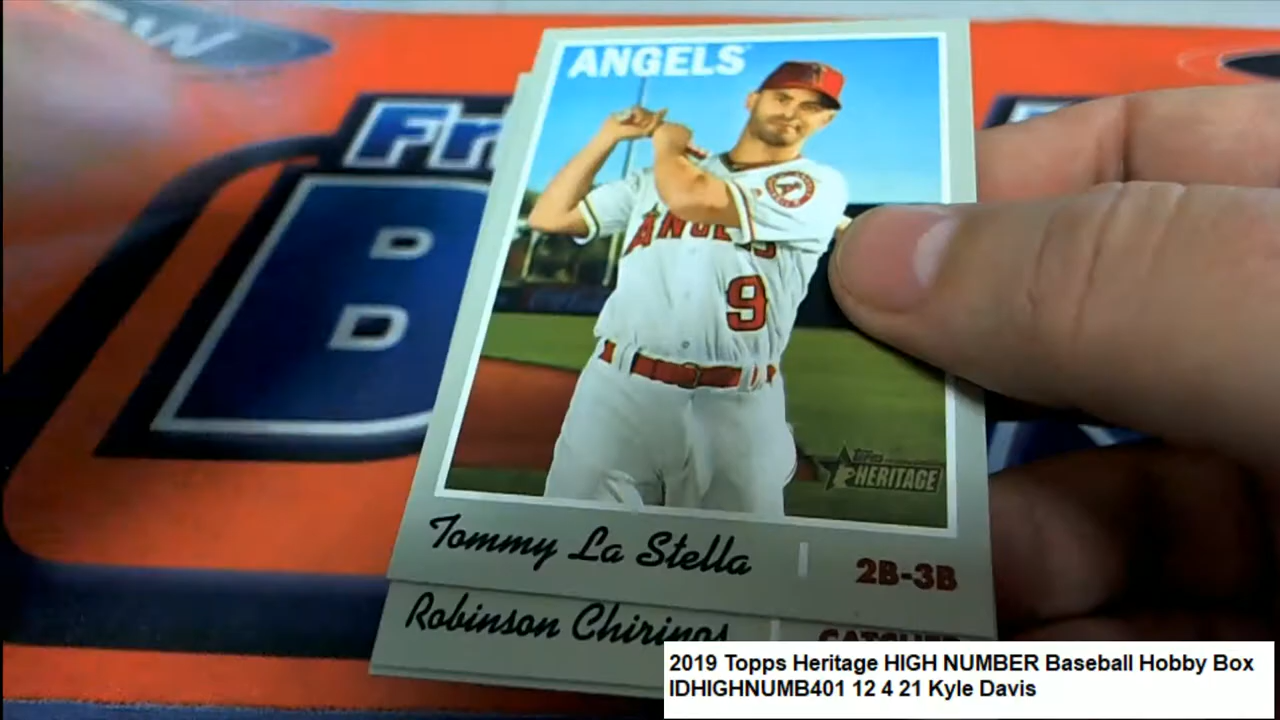 ANGELS
ANGELS
9
Topps
HERITAGE
Tommy La Stella | 2B-3B
Robinson Chirinos | CATCHER
2019 Topps Heritage HIGH NUMBER Baseball Hobby Box
IDHIGHNUMB401 12 4 21 Kyle Davis